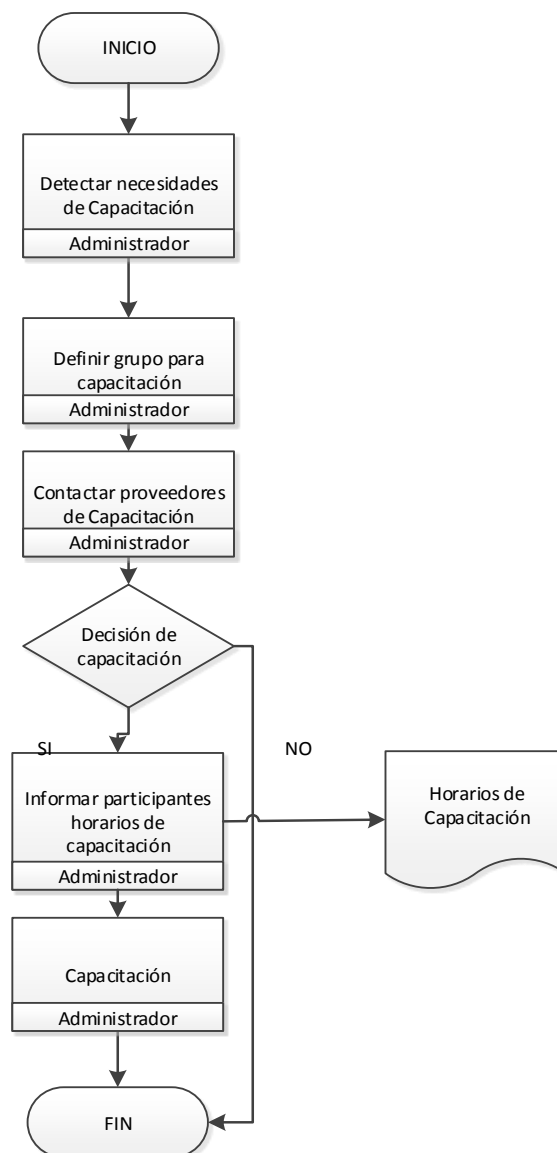 INICIO
Detectar necesidades
de Capacitación
Administrador
Definir grupo para
capacitación
Administrador
Contactar proveedores
de Capacitación
Administrador
Decisión de
capacitación
SI
NO
Informar participantes
horarios de
capacitación
Administrador
Horarios de
Capacitación
Capacitación
Administrador
FIN